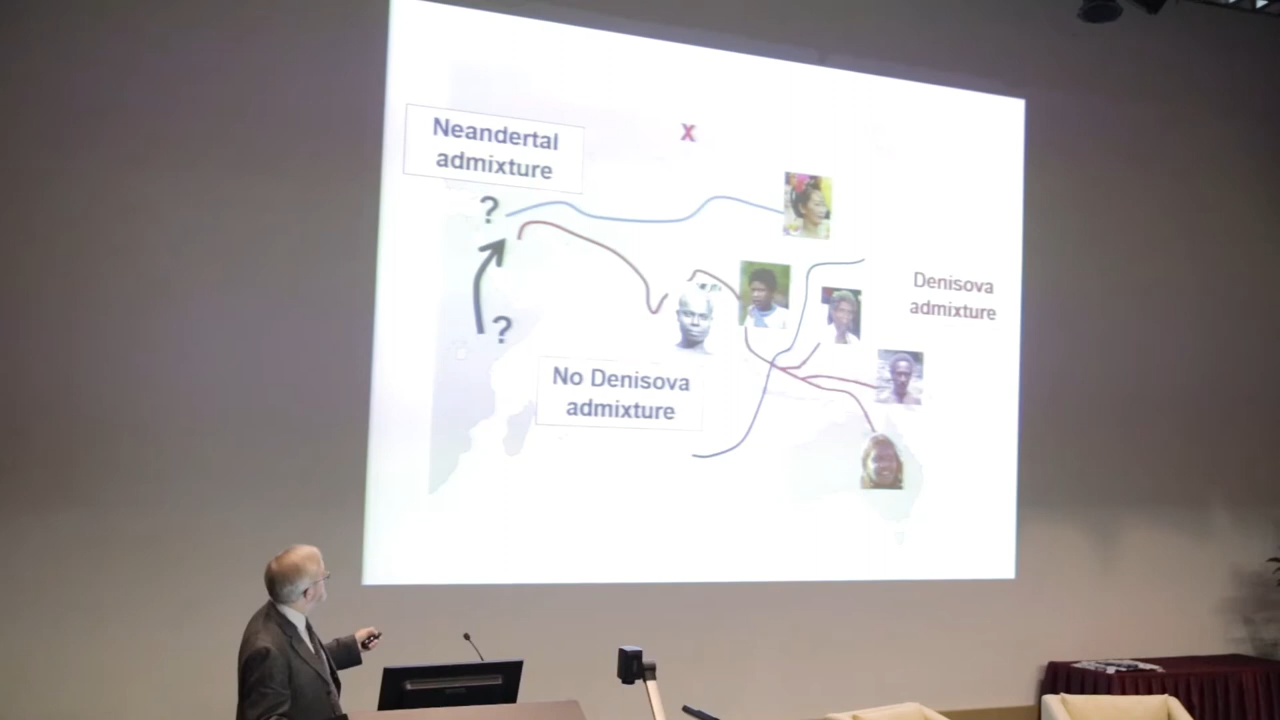 Neandertal
admixture
X
?
?
Denisova
admixture
No Denisova
admixture